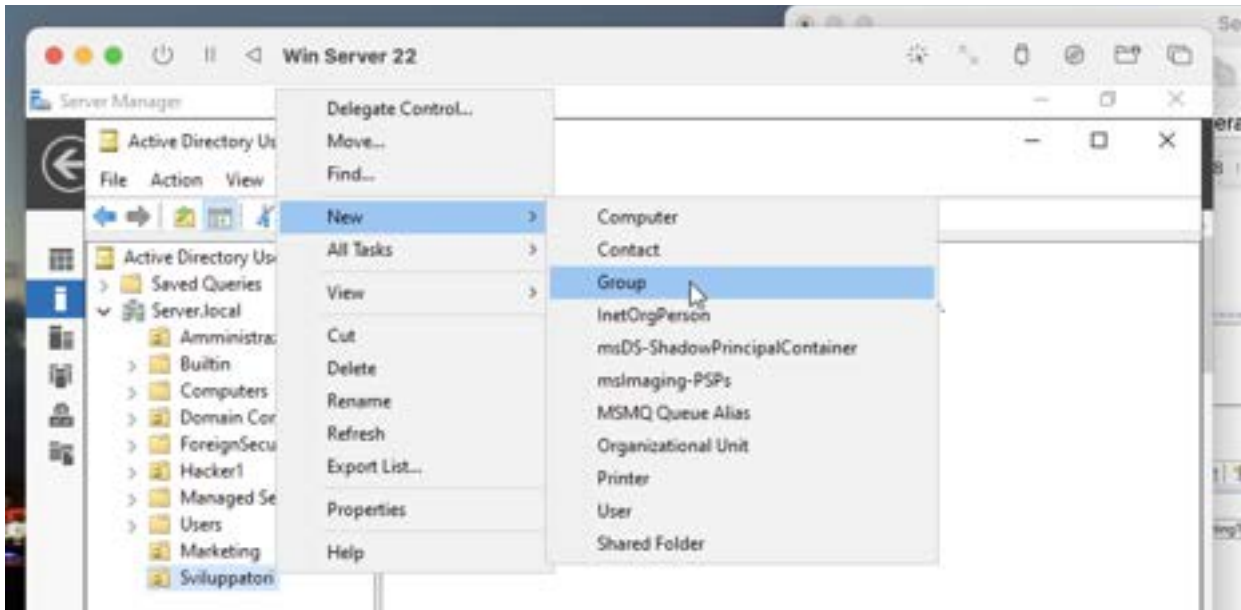 Win Server 22
Server Manager
Active Directory Us
File Action View
Active Directory Us
Saved Queries
Server.local
Amministra
Builtin
Computers
Domain Cor
ForeignSecu
Hacker1
Managed Se
Users
Marketing
Sviluppatori
Delegate Control...
Move...
Find...
New
All Tasks
View
Cut
Delete
Rename
Refresh
Export List...
Properties
Help
Computer
Contact
Group
InetOrgPerson
msDS-ShadowPrincipalContainer
msImaging-PSPs
MSMQ Queue Alias
Organizational Unit
Printer
User
Shared Folder
Se
era